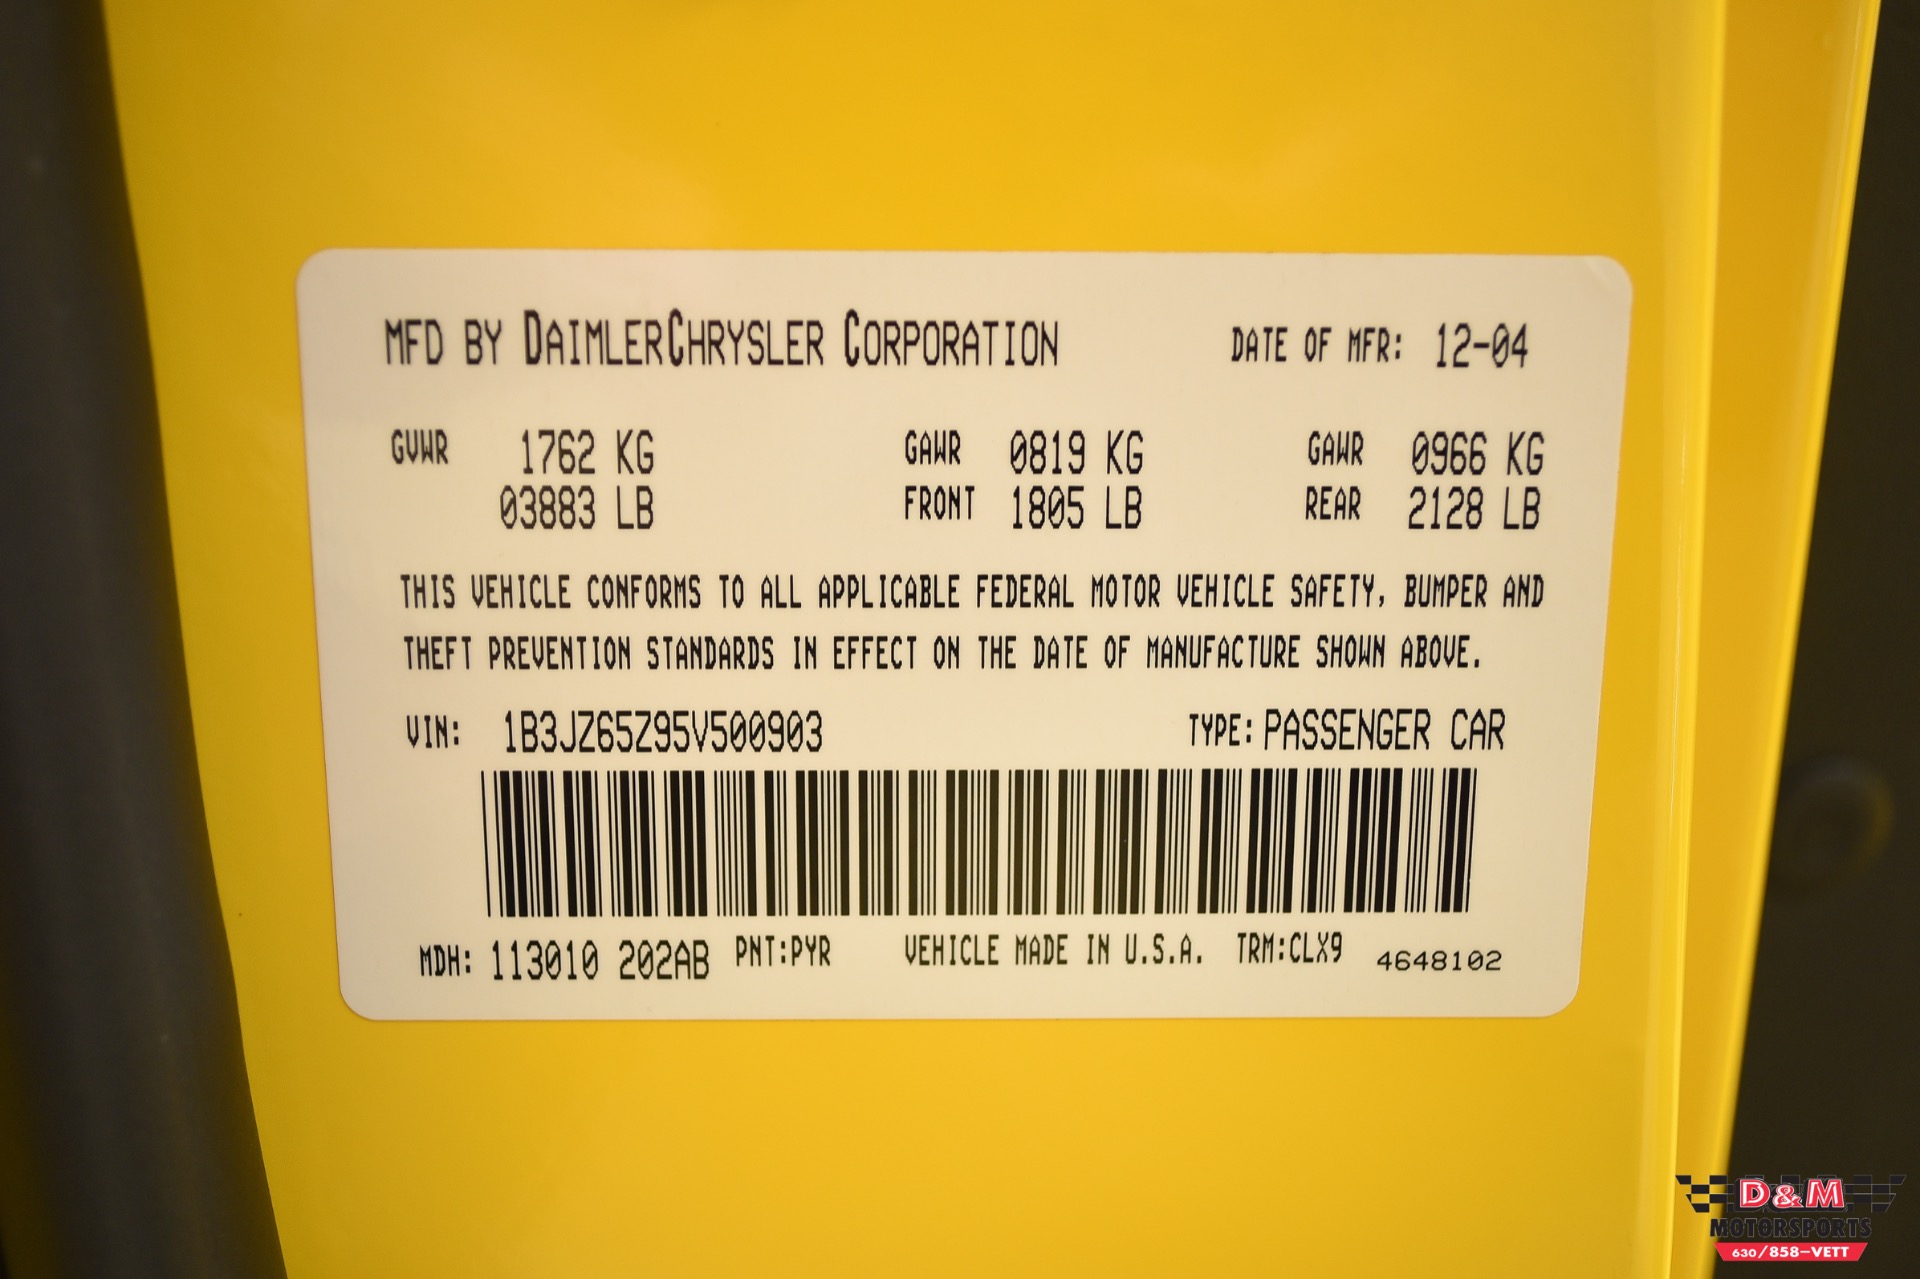 MFD BY DAIMLERCHRYSLER CORPORATION DATE OF MFR: 12-04
GVWR 1762 KG GAWR 0819 KG GAWR 0966 KG
03883 LB FRONT 1805 LB REAR 2128 LB
THIS VEHICLE CONFORMS TO ALL APPLICABLE FEDERAL MOTOR VEHICLE SAFETY, BUMPER AND
THEFT PREVENTION STANDARDS IN EFFECT ON THE DATE OF MANUFACTURE SHOWN ABOVE.
VIN: 1B3JZ65Z95V500903 TYPE: PASSENGER CAR
MDH: 113010 202AB PNT:PYR VEHICLE MADE IN U.S.A. TRM:CLX9 4648102
D&M
MOTORSPORTS
630/858-VETT